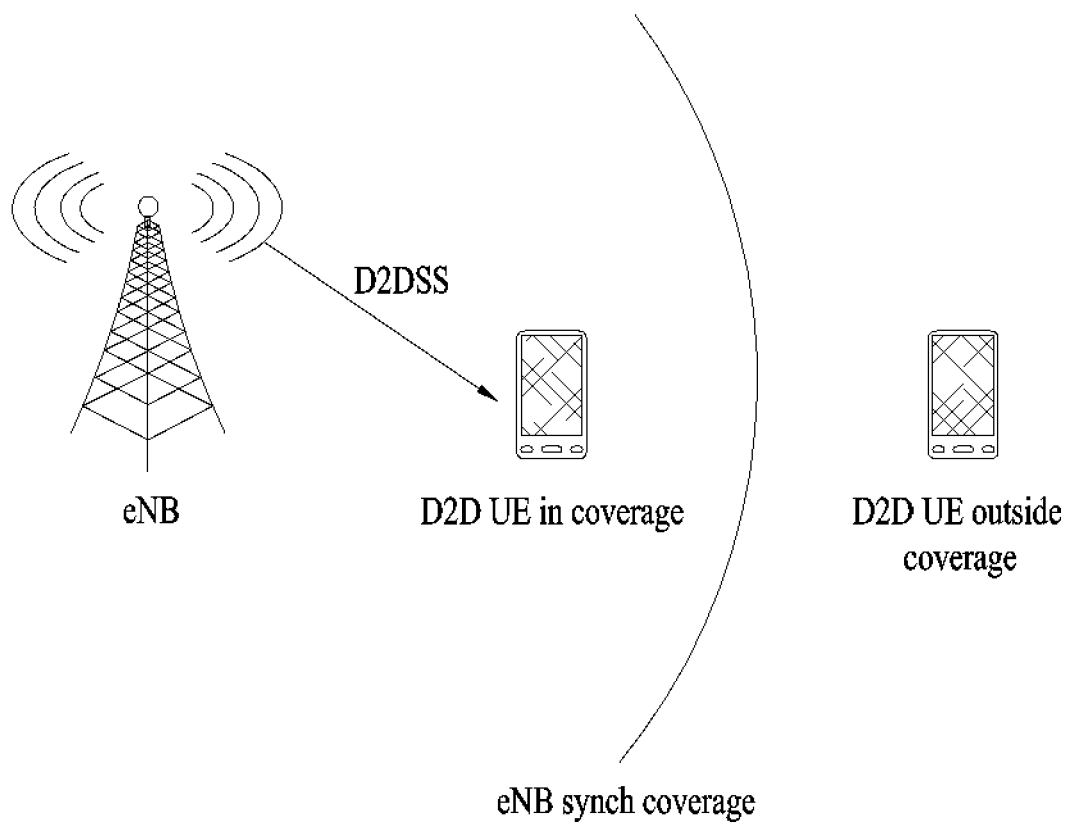 D2DSS
eNB
D2D UE in coverage
D2D UE outside
coverage
eNB synch coverage